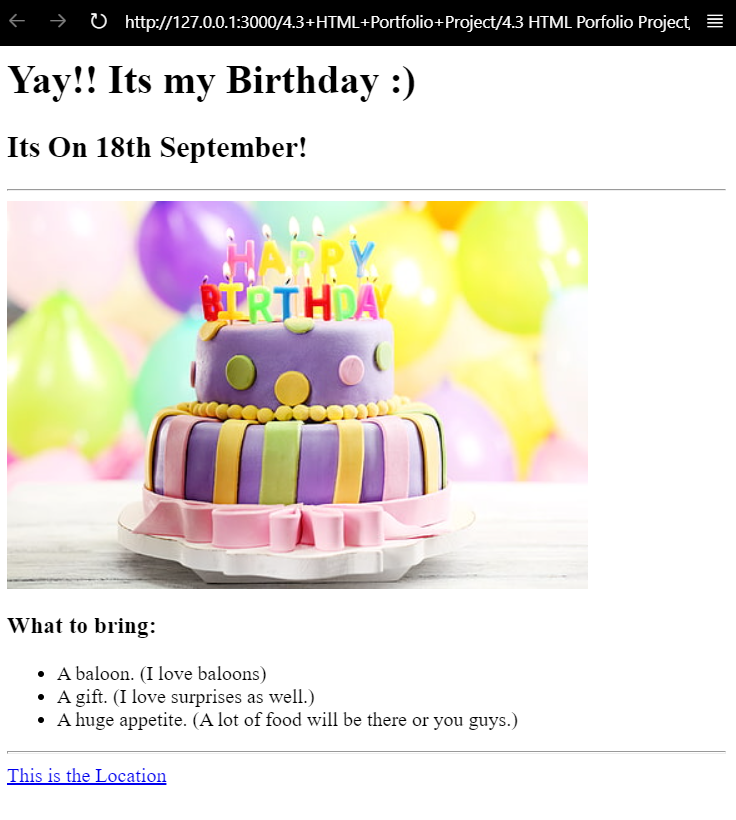 http://127.0.0.1:3000/4.3+HTML+Portfolio+Project/4.3 HTML Porfolio Project,
Yay!! Its my Birthday :)
Its On 18th September!
HAPPY
BIRTHDAY
What to bring:
A baloon. (I love baloons)
A gift. (I love surprises as well.)
A huge appetite. (A lot of food will be there or you guys.)
This is the Location